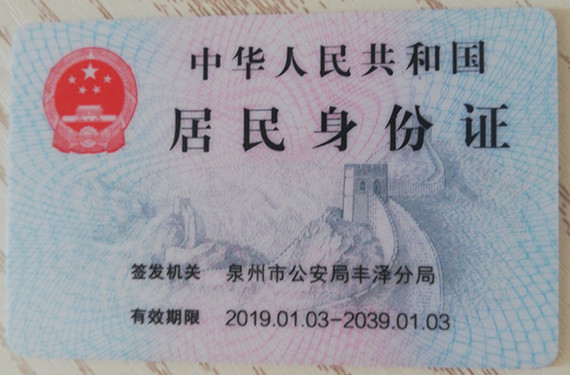 中华人民共和国
居民身份证
签发机关 泉州市公安局丰泽分局
有效期限 2019.01.03-2039.01.03